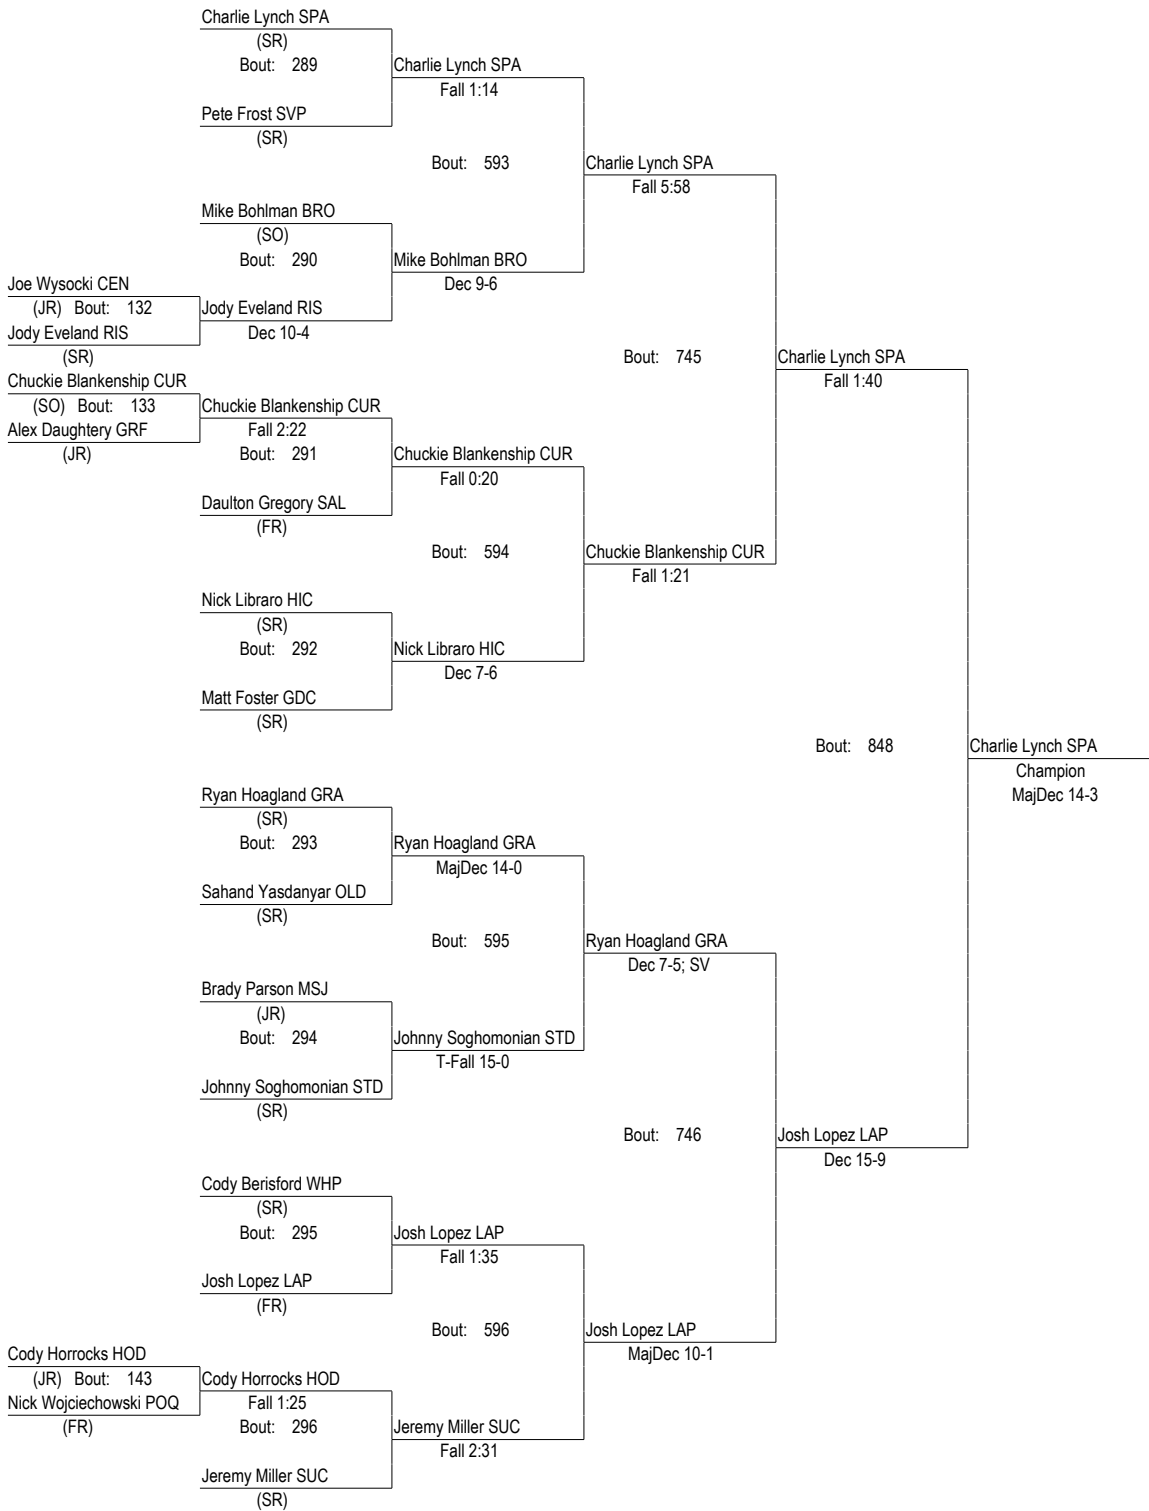 Charlie Lynch SPA
(SR)
Bout: 289
Charlie Lynch SPA
Fall 1:14
Pete Frost SVP
(SR)
Bout: 593
Charlie Lynch SPA
Fall 5:58
Mike Bohlman BRO
(SO)
Bout: 290
Mike Bohlman BRO
Dec 9-6
Joe Wysocki CEN
(JR) Bout: 132
Jody Eveland RIS
Dec 10-4
Jody Eveland RIS
(SR)
Bout: 745
Charlie Lynch SPA
Fall 1:40
Chuckie Blankenship CUR
(SO) Bout: 133
Chuckie Blankenship CUR
Fall 2:22
Alex Daughtery GRF
(JR)
Bout: 291
Chuckie Blankenship CUR
Fall 0:20
Daulton Gregory SAL
(FR)
Bout: 594
Chuckie Blankenship CUR
Fall 1:21
Nick Libraro HIC
(SR)
Bout: 292
Nick Libraro HIC
Dec 7-6
Matt Foster GDC
(SR)
Bout: 848
Charlie Lynch SPA
Champion
MajDec 14-3
Ryan Hoagland GRA
(SR)
Bout: 293
Ryan Hoagland GRA
MajDec 14-0
Sahand Yasdanyar OLD
(SR)
Bout: 595
Ryan Hoagland GRA
Dec 7-5; SV
Brady Parson MSJ
(JR)
Bout: 294
Johnny Soghomonian STD
T-Fall 15-0
Johnny Soghomonian STD
(SR)
Bout: 746
Josh Lopez LAP
Dec 15-9
Cody Berisford WHP
(SR)
Bout: 295
Josh Lopez LAP
Fall 1:35
Josh Lopez LAP
(FR)
Bout: 596
Josh Lopez LAP
MajDec 10-1
Cody Horrocks HOD
(JR) Bout: 143
Cody Horrocks HOD
Fall 1:25
Nick Wojciechowski POQ
(FR)
Bout: 296
Jeremy Miller SUC
Fall 2:31
Jeremy Miller SUC
(SR)